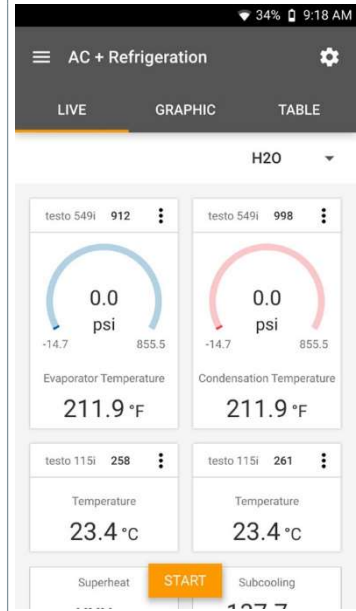 34% 9:18 AM
AC + Refrigeration
LIVE GRAPHIC TABLE
H2O
testo 549i 912
testo 549i 998
0.0
psi
-14.7 855.5
0.0
psi
-14.7 855.5
Evaporator Temperature
211.9 °F
Condensation Temperature
211.9 °F
testo 115i 258
testo 115i 261
Temperature
23.4 °C
Temperature
23.4 °C
Superheat
START
Subcooling